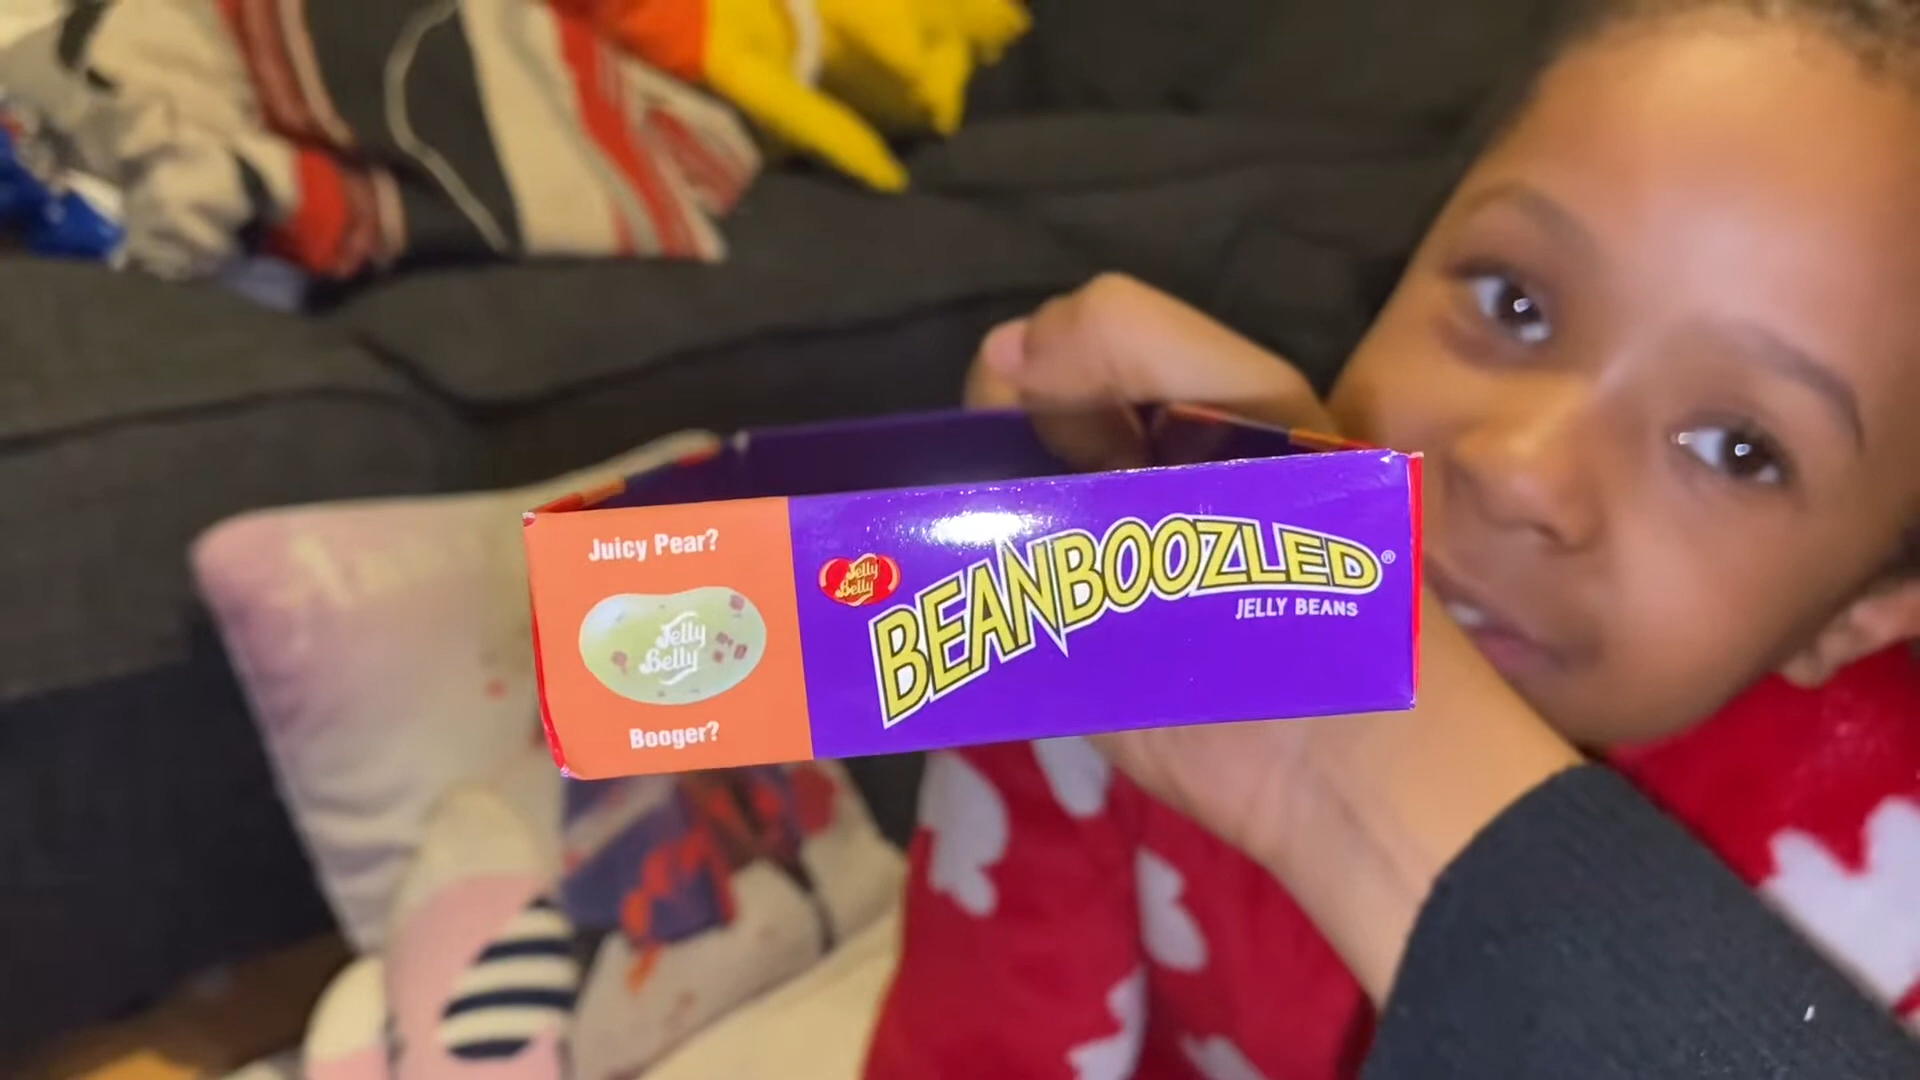 Juicy Pear?
Jelly
Belly
Booger?
Jelly
Belly
BEANBOOZLED®
JELLY BEANS